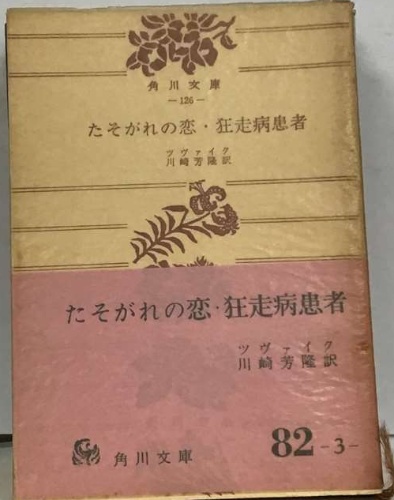 角川文庫
—126—
たそがれの恋・狂走病患者
ツヴァイク
川崎芳隆訳
たそがれの恋・狂走病患者
ツヴァイク
川崎芳隆訳
角川文庫
82-3-